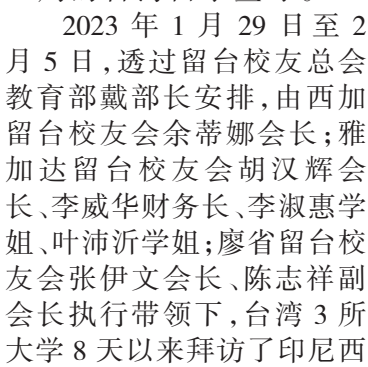 2023 年 1 月 29 日至 2
月 5 日,透过留台校友总会
教育部戴部长安排,由西加
留台校友会余蒂娜会长;雅
加达留台校友会胡汉辉会
长、李威华财务长、李淑惠学
姐、叶沛沂学姐;廖省留台校
友会张伊文会长、陈志祥副
会长执行带领下,台湾 3 所
大学 8 天以来拜访了印尼西